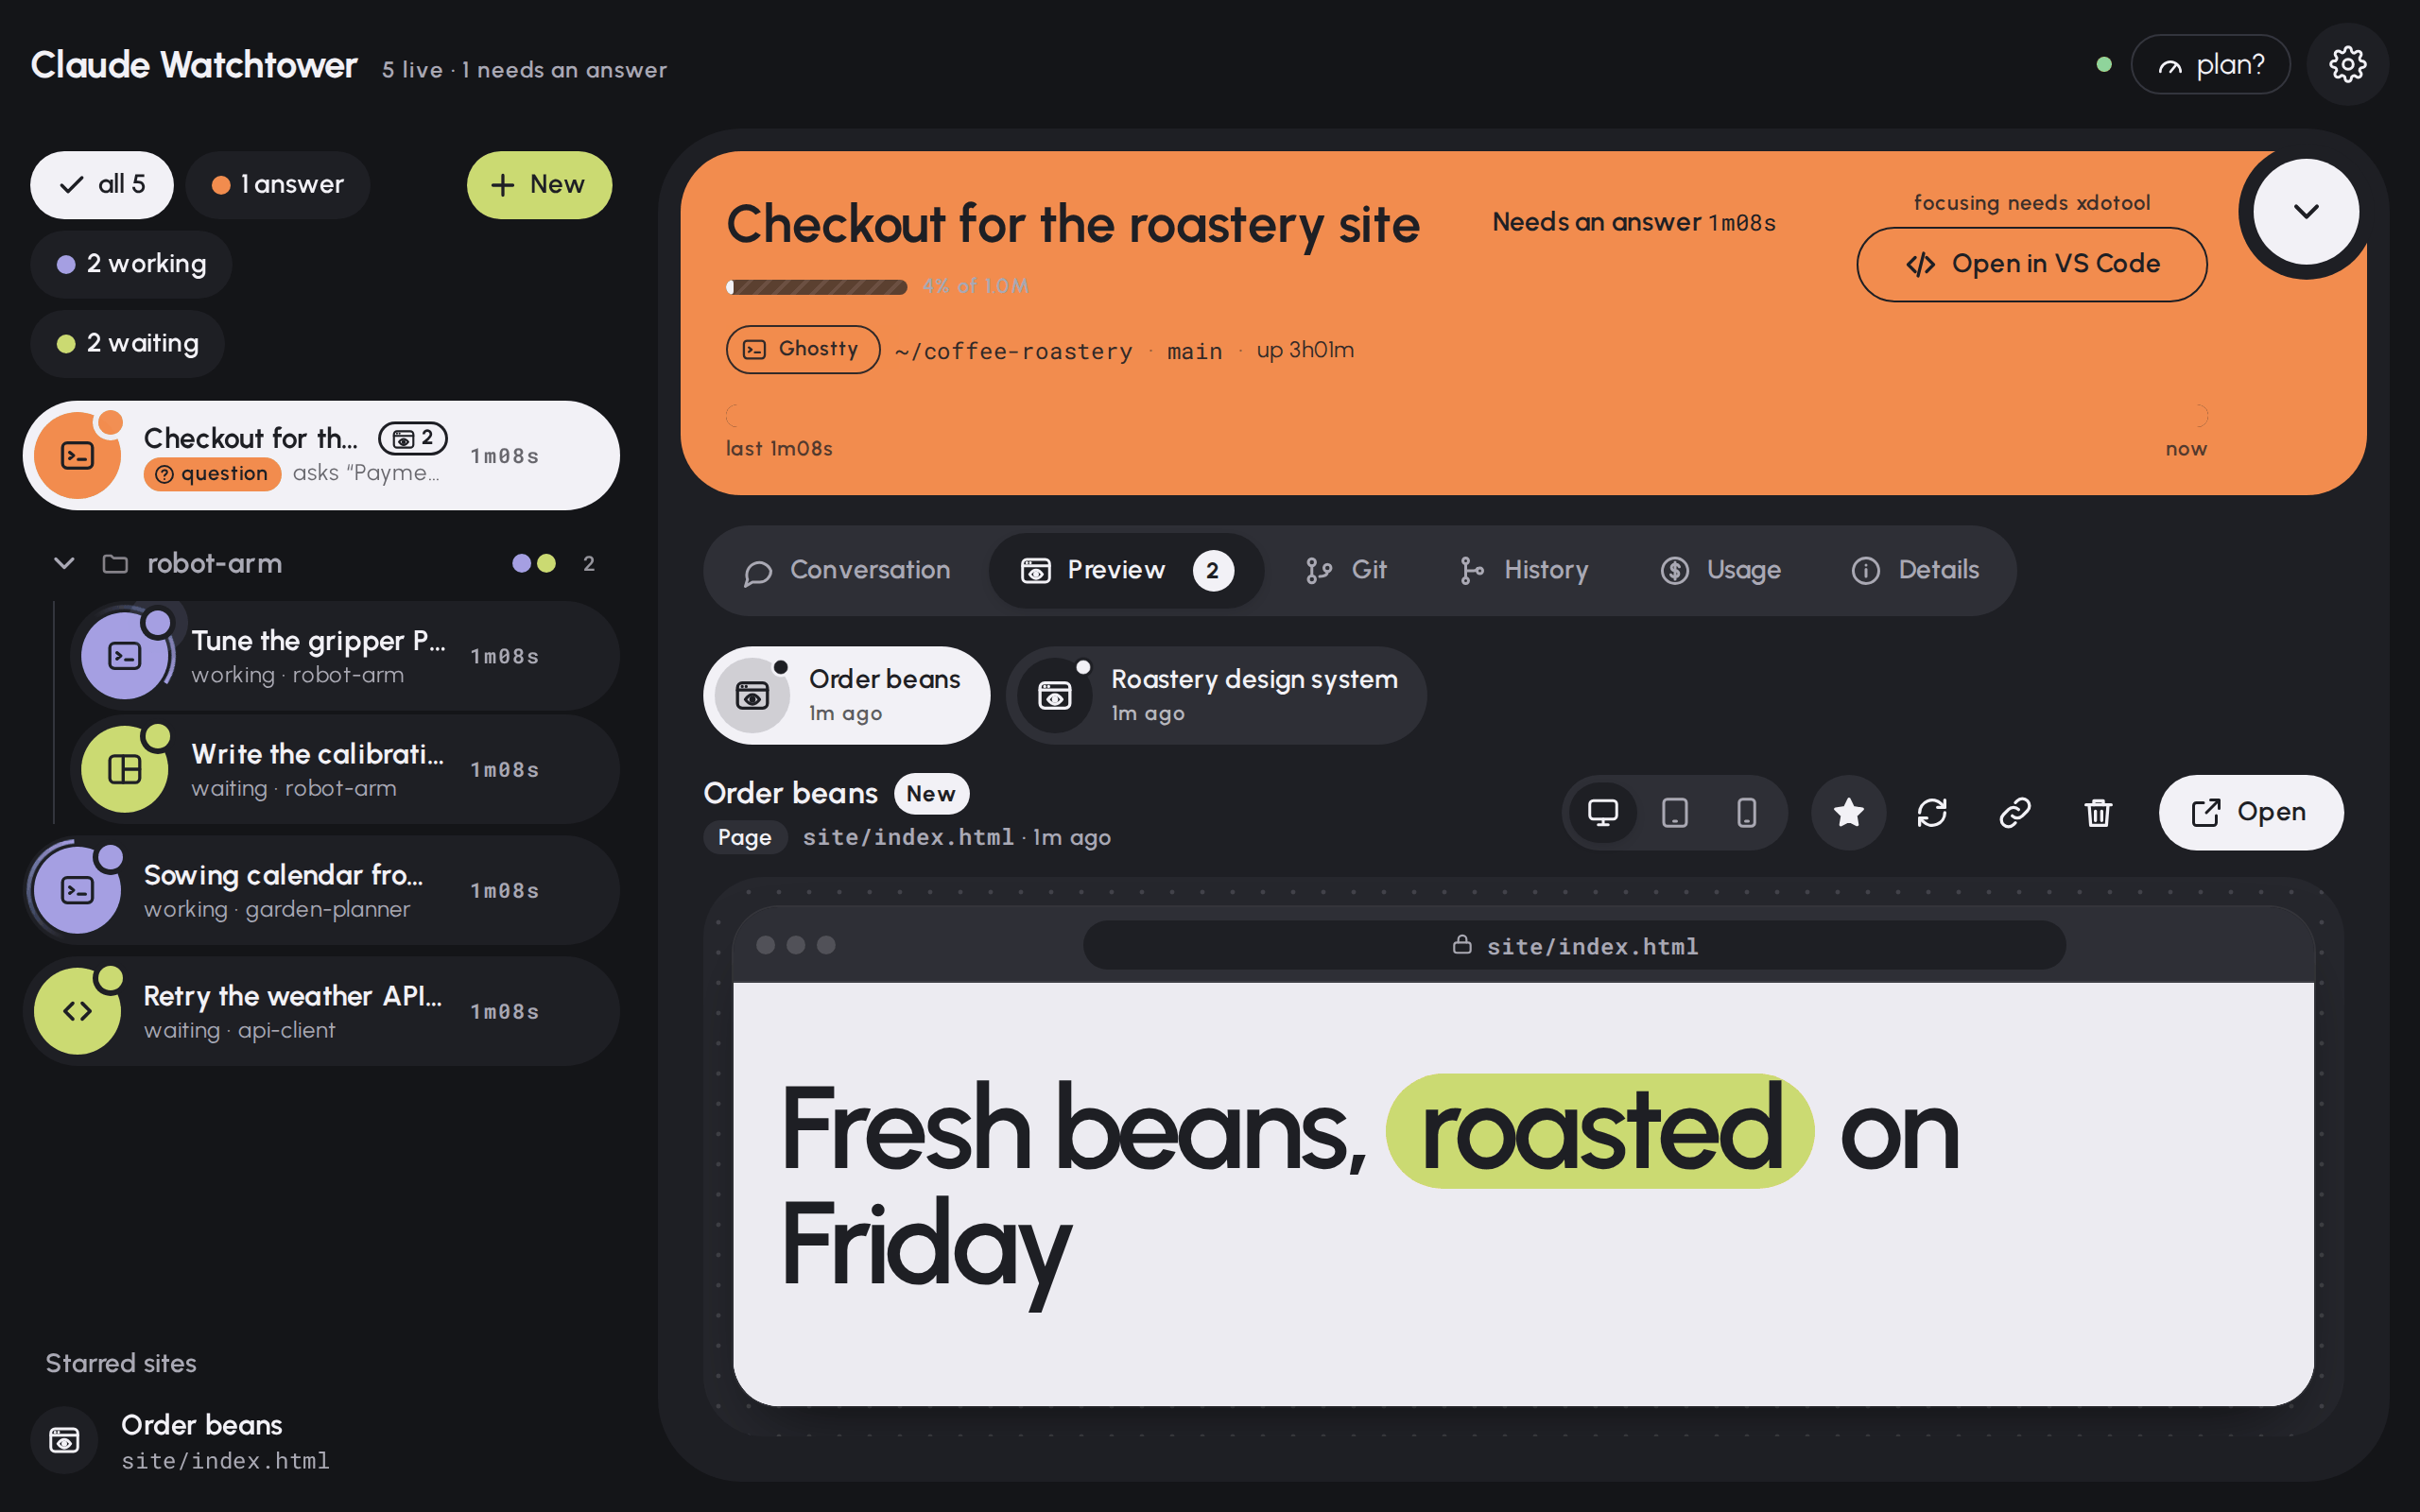 Claude Watchtower
5 live · 1 needs an answer
plan?
all 5
1 answer
New
2 working
2 waiting
Checkout for th…
2
1m08s
question
asks “Payme…
robot-arm
2
Tune the gripper P…
1m08s
working · robot-arm
Write the calibrati…
1m08s
waiting · robot-arm
Sowing calendar fro…
1m08s
working · garden-planner
Retry the weather API…
1m08s
waiting · api-client
Starred sites
Order beans
site/index.html
Checkout for the roastery site
Needs an answer 1m08s
focusing needs xdotool
Open in VS Code
4% of 1.0M
Ghostty
~/coffee-roastery · main · up 3h01m
last 1m08s
now
Conversation
Preview 2
Git
History
Usage
Details
Order beans
1m ago
Roastery design system
1m ago
Order beans New
Page site/index.html · 1m ago
Open
site/index.html
Fresh beans, roasted on
Friday